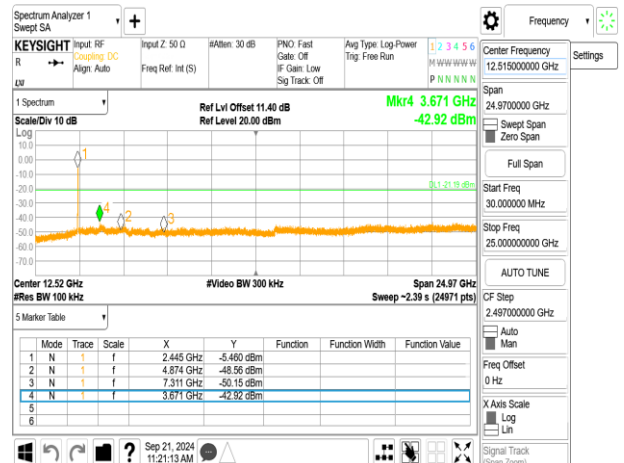 Spectrum Analyzer 1
Swept SA
Frequency
KEYSIGHT
R
Input: RF
Coupling: DC
Align: Auto
Input Z: 50 Ω
Freq Ref: Int (S)
#Atten: 30 dB
PNO: Fast
Gate: Off
IF Gain: Low
Sig Track: Off
Avg Type: Log-Power
Trig: Free Run
1 2 3 4 5 6
M W W W W W
P N N N N N
Settings
1 Spectrum
Scale/Div 10 dB
Ref Lvl Offset 11.40 dB
Ref Level 20.00 dBm
Mkr4 3.671 GHz
-42.92 dBm
Log
10.0
0.00
-10.0
-20.0
-30.0
-40.0
-50.0
-60.0
-70.0
1
4
2
3
DL1 -21.19 dBm
Center 12.52 GHz
#Res BW 100 kHz
#Video BW 300 kHz
Span 24.97 GHz
Sweep ~2.39 s (24971 pts)
5 Marker Table
Mode Trace Scale X Y Function Function Width Function Value
1 N 1 f 2.445 GHz -5.460 dBm
2 N 1 f 4.874 GHz -48.56 dBm
3 N 1 f 7.311 GHz -50.15 dBm
4 N 1 f 3.671 GHz -42.92 dBm
5
6
Sep 21, 2024
11:21:13 AM
?
Center Frequency
12.515000000 GHz
Span
24.9700000 GHz
Swept Span
Zero Span
Full Span
Start Freq
30.000000 MHz
Stop Freq
25.000000000 GHz
AUTO TUNE
CF Step
2.497000000 GHz
Auto
Man
Freq Offset
0 Hz
X Axis Scale
Log
Lin
Signal Track
(Span Zoom)